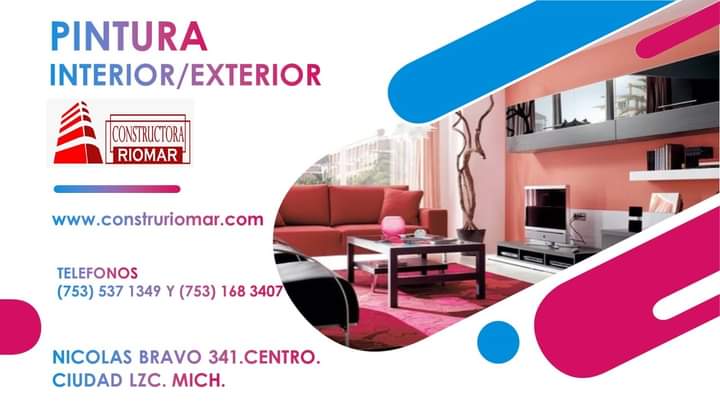 PINTURA
INTERIOR/EXTERIOR
CONSTRUCTORA
RIOMAR
www.construriomar.com
TELEFONOS
(753) 537 1349 Y (753) 168 3407
NICOLAS BRAVO 341.CENTRO.
CIUDAD LZC. MICH.